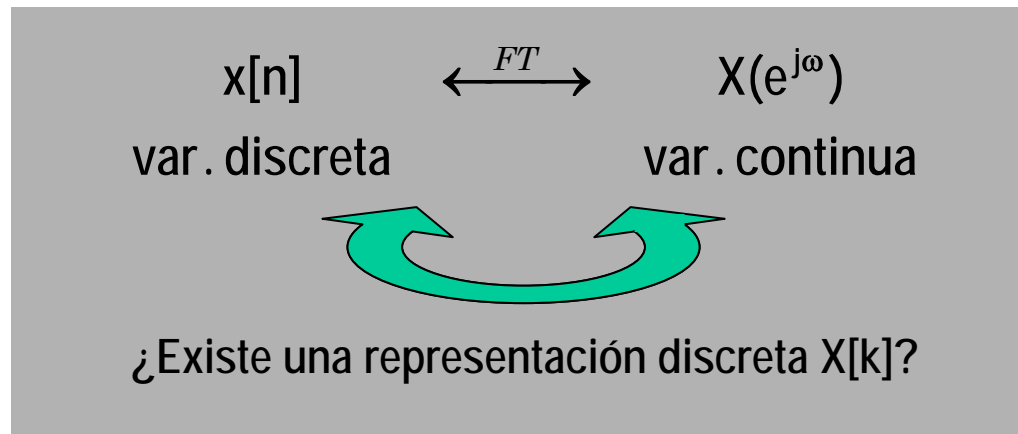 x[n] FT X(e^jω)
var. discreta var. continua
¿Existe una representación discreta X[k]?